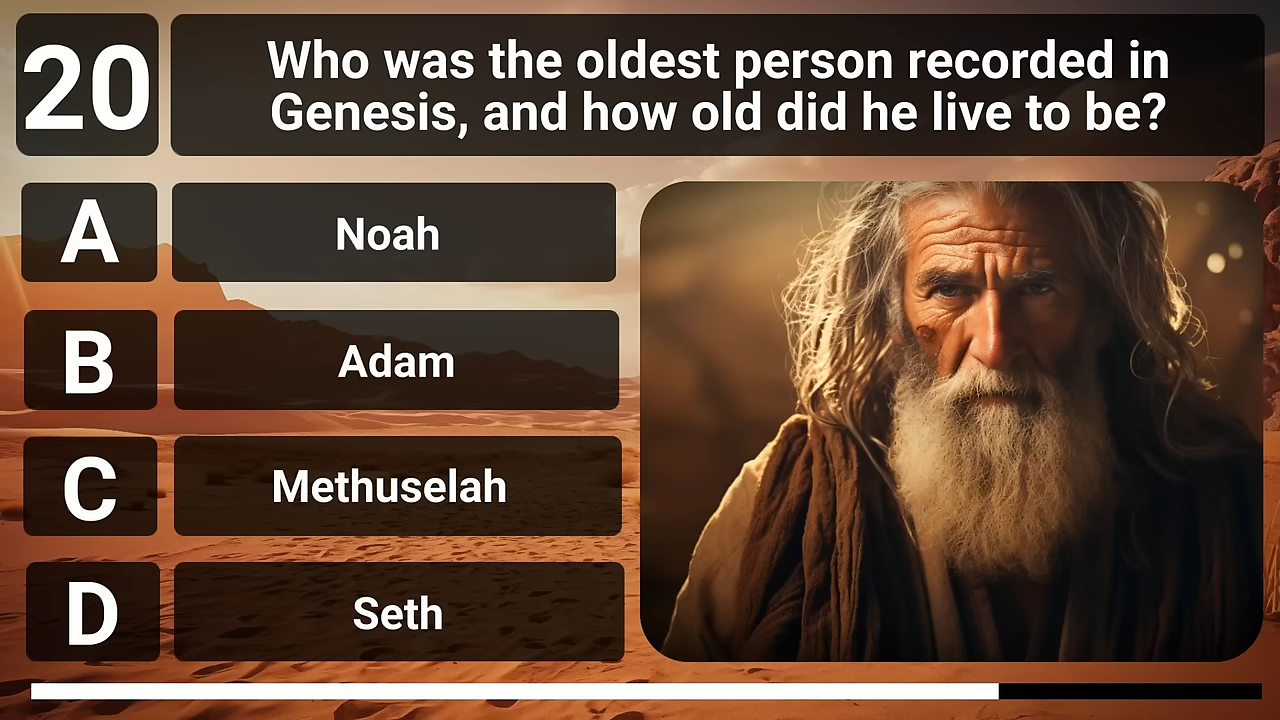 20
Who was the oldest person recorded in
Genesis, and how old did he live to be?
A
Noah
B
Adam
C
Methuselah
D
Seth